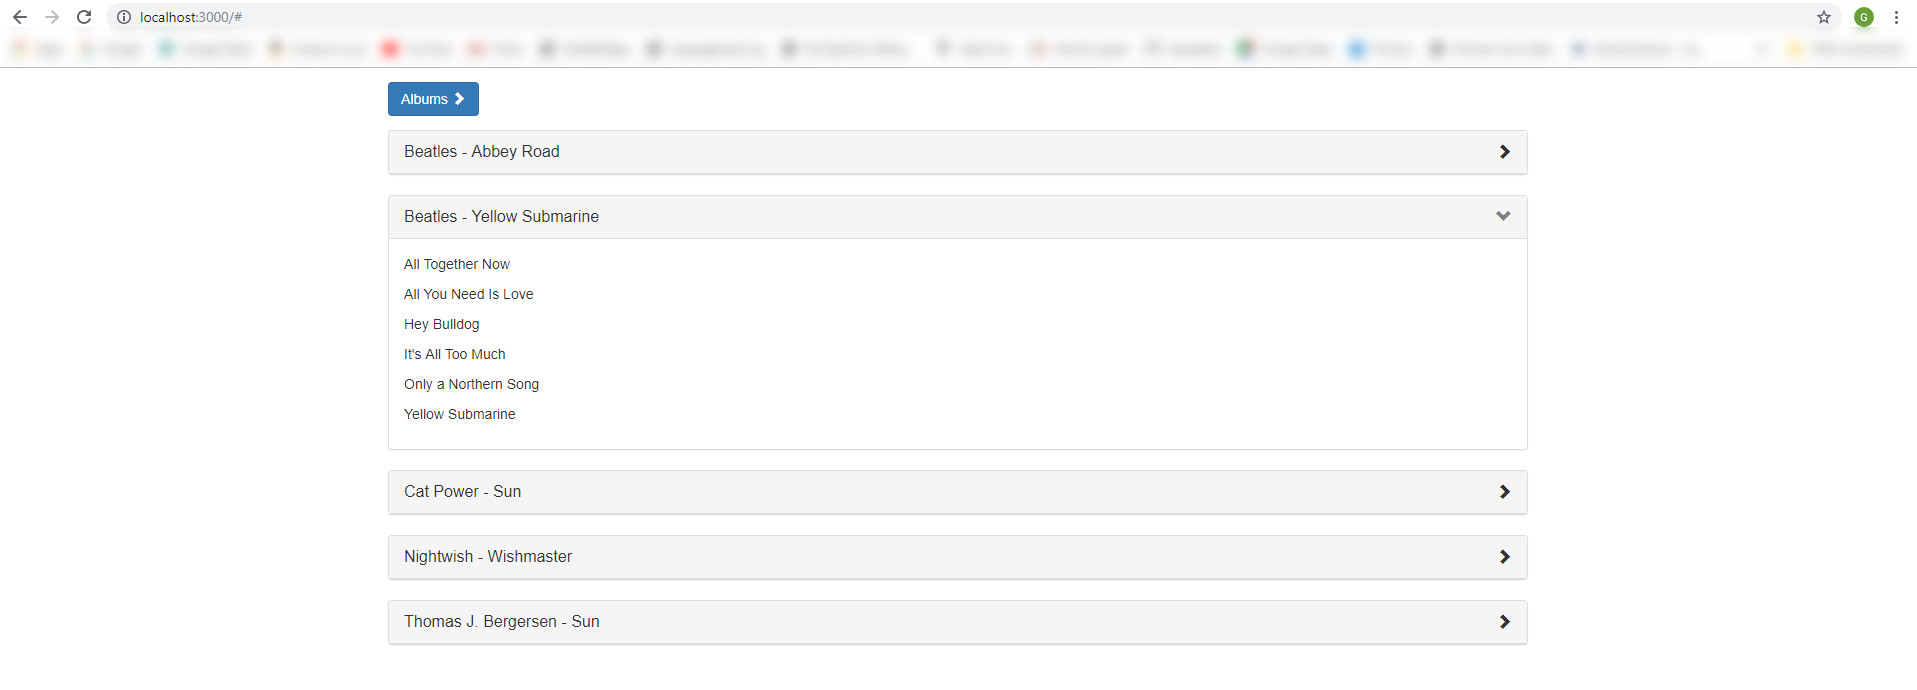 localhost:3000/#
G
Albums
Beatles - Abbey Road
Beatles - Yellow Submarine
All Together Now
All You Need Is Love
Hey Bulldog
It's All Too Much
Only a Northern Song
Yellow Submarine
Cat Power - Sun
Nightwish - Wishmaster
Thomas J. Bergersen - Sun